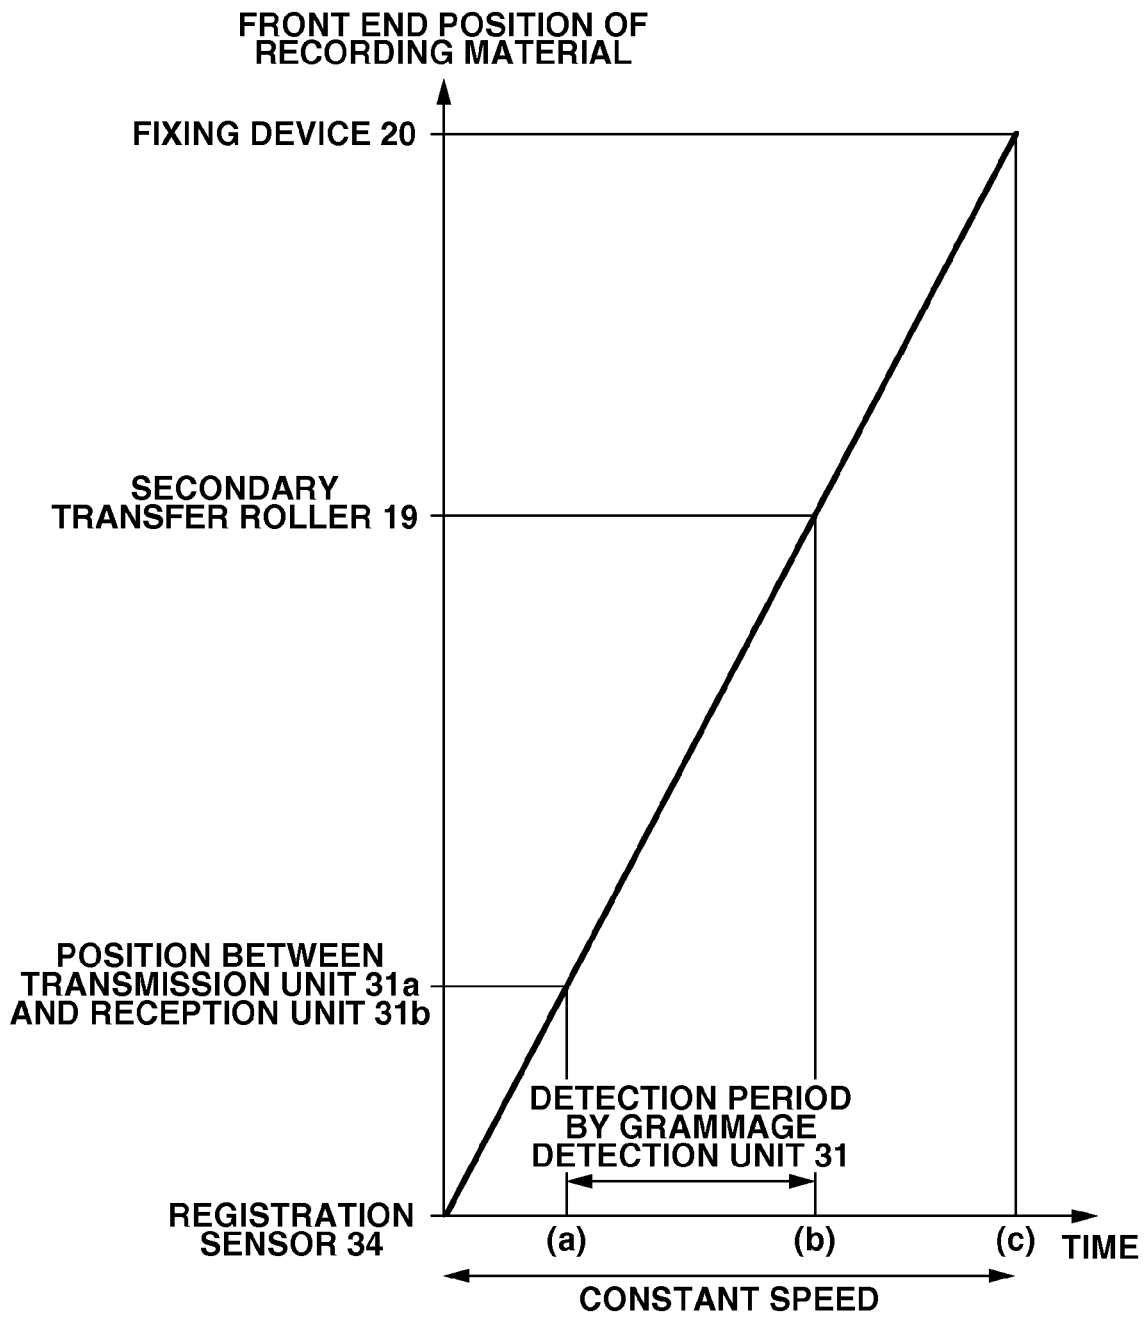 FRONT END POSITION OF
RECORDING MATERIAL
FIXING DEVICE 20
SECONDARY
TRANSFER ROLLER 19
POSITION BETWEEN
TRANSMISSION UNIT 31a
AND RECEPTION UNIT 31b
DETECTION PERIOD
BY GRAMMAGE
DETECTION UNIT 31
REGISTRATION
SENSOR 34
(a) (b) (c) TIME
CONSTANT SPEED